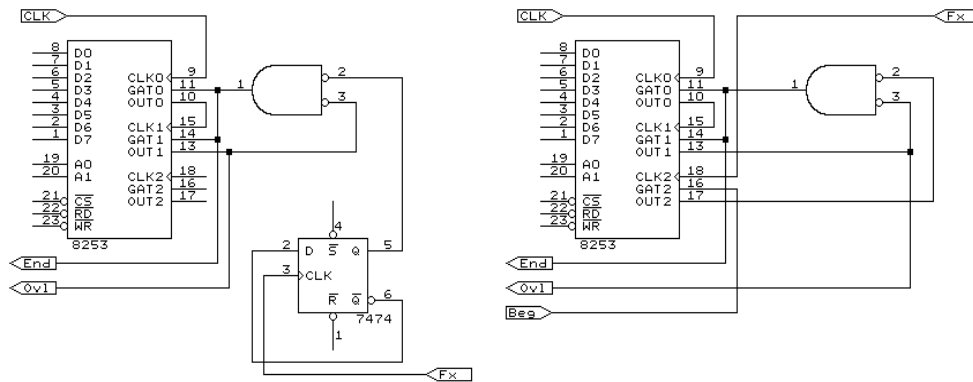 CLK
8 D0
7 D1
6 D2 CLK0 9
5 D3 GAT0 11 1 2
4 D4 OUT0 10 3
3 D5
2 D6 CLK1 15
1 D7 GAT1 14
OUT1 13
19 A0
20 A1 CLK2 18
GAT2 16
21 CS OUT2 17
22 RD
23 WR
8253
4
2 D S Q 5
End
3 CLK
Ovl
R Q 6
7474
1
Fx
CLK Fx
8 D0
7 D1
6 D2 CLK0 9
5 D3 GAT0 11 1 2
4 D4 OUT0 10 3
3 D5
2 D6 CLK1 15
1 D7 GAT1 14
OUT1 13
19 A0
20 A1 CLK2 18
GAT2 16
21 CS OUT2 17
22 RD
23 WR
8253
End
Ovl
Beg